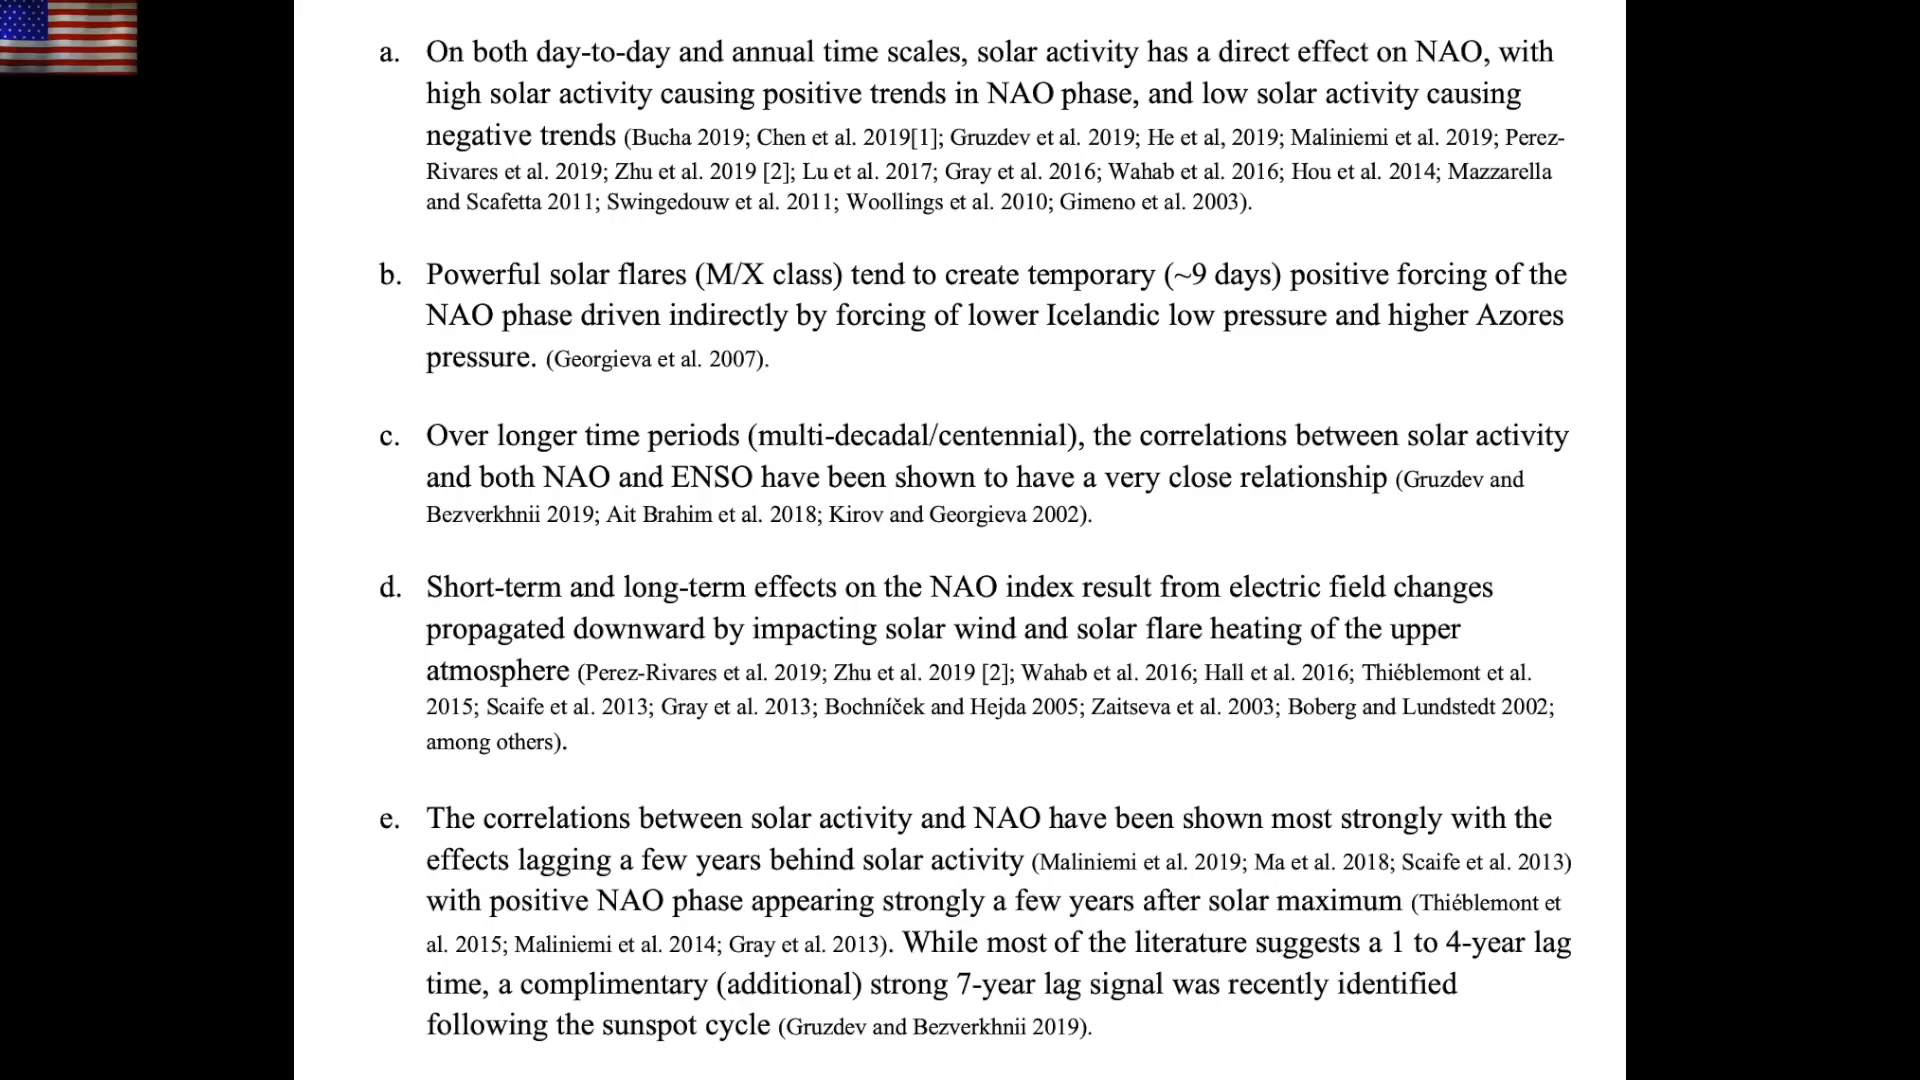 a. On both day-to-day and annual time scales, solar activity has a direct effect on NAO, with
high solar activity causing positive trends in NAO phase, and low solar activity causing
negative trends (Bucha 2019; Chen et al. 2019[1]; Gruzdev et al. 2019; He et al, 2019; Maliniemi et al. 2019; Perez-
Rivares et al. 2019; Zhu et al. 2019 [2]; Lu et al. 2017; Gray et al. 2016; Wahab et al. 2016; Hou et al. 2014; Mazzarella
and Scafetta 2011; Swingedouw et al. 2011; Woollings et al. 2010; Gimeno et al. 2003).
b. Powerful solar flares (M/X class) tend to create temporary (~9 days) positive forcing of the
NAO phase driven indirectly by forcing of lower Icelandic low pressure and higher Azores
pressure. (Georgieva et al. 2007).
c. Over longer time periods (multi-decadal/centennial), the correlations between solar activity
and both NAO and ENSO have been shown to have a very close relationship (Gruzdev and
Bezverkhnii 2019; Ait Brahim et al. 2018; Kirov and Georgieva 2002).
d. Short-term and long-term effects on the NAO index result from electric field changes
propagated downward by impacting solar wind and solar flare heating of the upper
atmosphere (Perez-Rivares et al. 2019; Zhu et al. 2019 [2]; Wahab et al. 2016; Hall et al. 2016; Thiéblemont et al.
2015; Scaife et al. 2013; Gray et al. 2013; Bochníček and Hejda 2005; Zaitseva et al. 2003; Boberg and Lundstedt 2002;
among others).
e. The correlations between solar activity and NAO have been shown most strongly with the
effects lagging a few years behind solar activity (Maliniemi et al. 2019; Ma et al. 2018; Scaife et al. 2013)
with positive NAO phase appearing strongly a few years after solar maximum (Thiéblemont et
al. 2015; Maliniemi et al. 2014; Gray et al. 2013). While most of the literature suggests a 1 to 4-year lag
time, a complimentary (additional) strong 7-year lag signal was recently identified
following the sunspot cycle (Gruzdev and Bezverkhnii 2019).